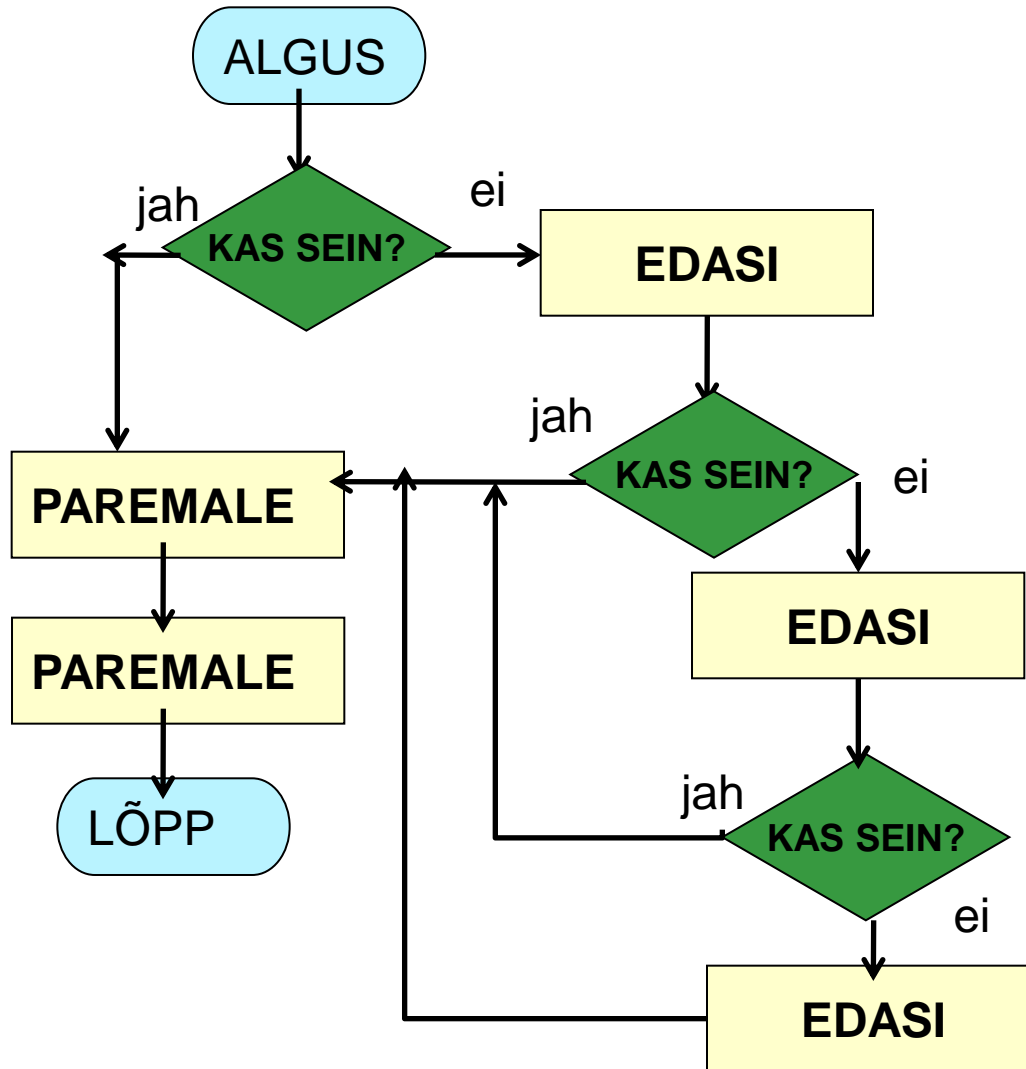 ALGUS
jah
ei
KAS SEIN?
EDASI
jah
KAS SEIN?
ei
PAREMALE
EDASI
PAREMALE
jah
KAS SEIN?
LÕPP
ei
EDASI